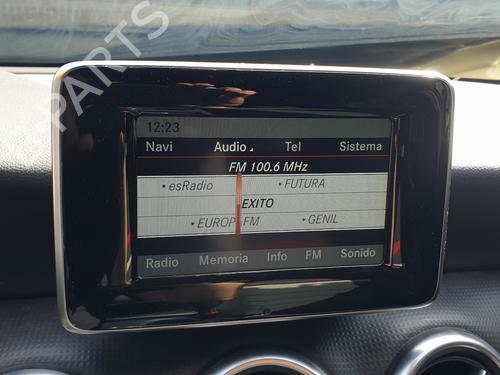 PARTS
12:23
Navi Audio Tel Sistema
FM 100.6 MHz
esRadio FUTURA
EXITO
EUROPA FM GENIL
Radio Memoria Info FM Sonido